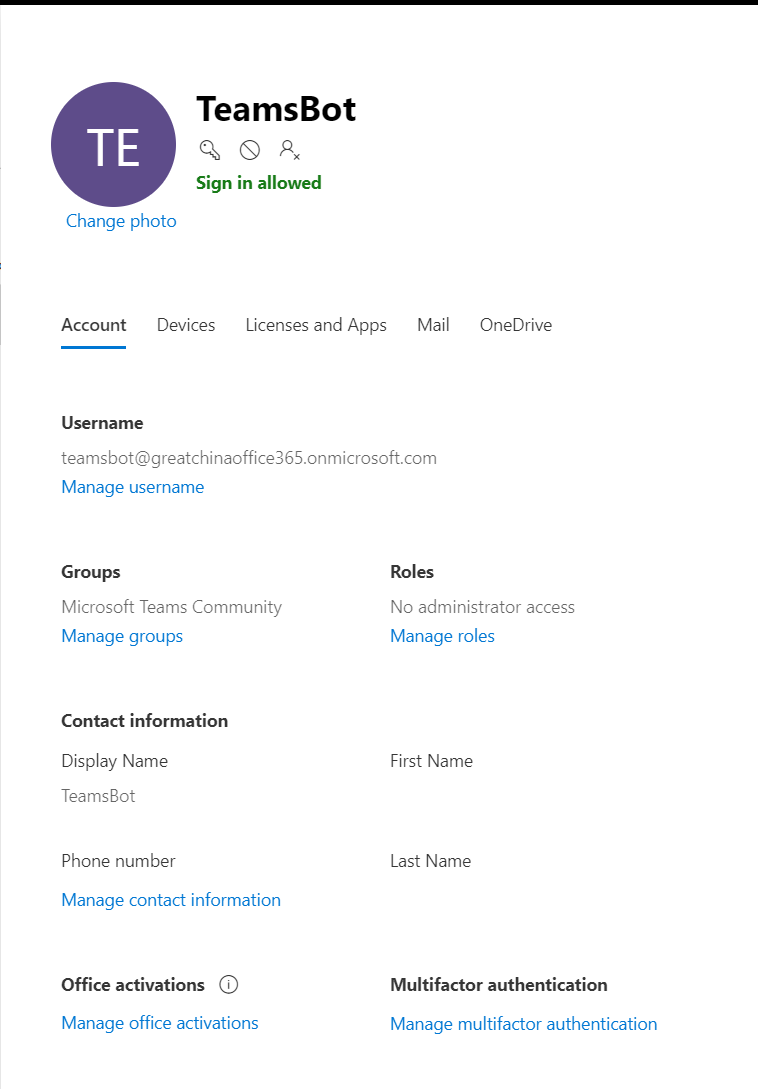 TE
TeamsBot
Sign in allowed
Change photo
Account Devices Licenses and Apps Mail OneDrive
Username
teamsbot@greatchinaoffice365.onmicrosoft.com
Manage username
Groups Roles
Microsoft Teams Community No administrator access
Manage groups Manage roles
Contact information
Display Name First Name
TeamsBot
Phone number Last Name
Manage contact information
Office activations Multifactor authentication
Manage office activations Manage multifactor authentication